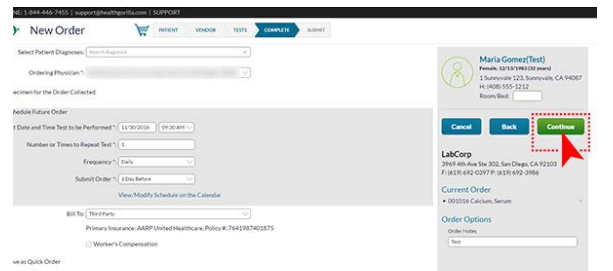 NE: 1-844-446-7455 | support@healthgorilla.com | SUPPORT
New Order
PATIENT
VENDOR
TESTS
COMPLETE
SUBMIT
Select Patient Diagnoses: Search diagnosis
Ordering Physician*:
ecimen for the Order Collected
hedule Future Order
t Date and Time Test to be Performed*: 11/30/2016 09:30 AM
Number or Times to Repeat Test*: 1
Frequency*: Daily
Submit Order*: 1 Day Before
View/Modify Schedule on the Calendar
Bill To: Third Party
Primary Insurance: AARP United Healthcare, Policy #: 7641987401875
Worker's Compensation
ve as Quick Order
Maria Gomez(Test)
Female, 12/13/1983 (32 years)
1 Sunnyvale 123, Sunnyvale, CA 94087
H: (408) 555-1212
Room/Bed:
Cancel
Back
Continue
LabCorp
3969 4th Ave Ste 302, San Diego, CA 92103
P: (619) 692-0397 F: (619) 692-3986
Current Order
001016 Calcium, Serum
Order Options
Order Notes
Test